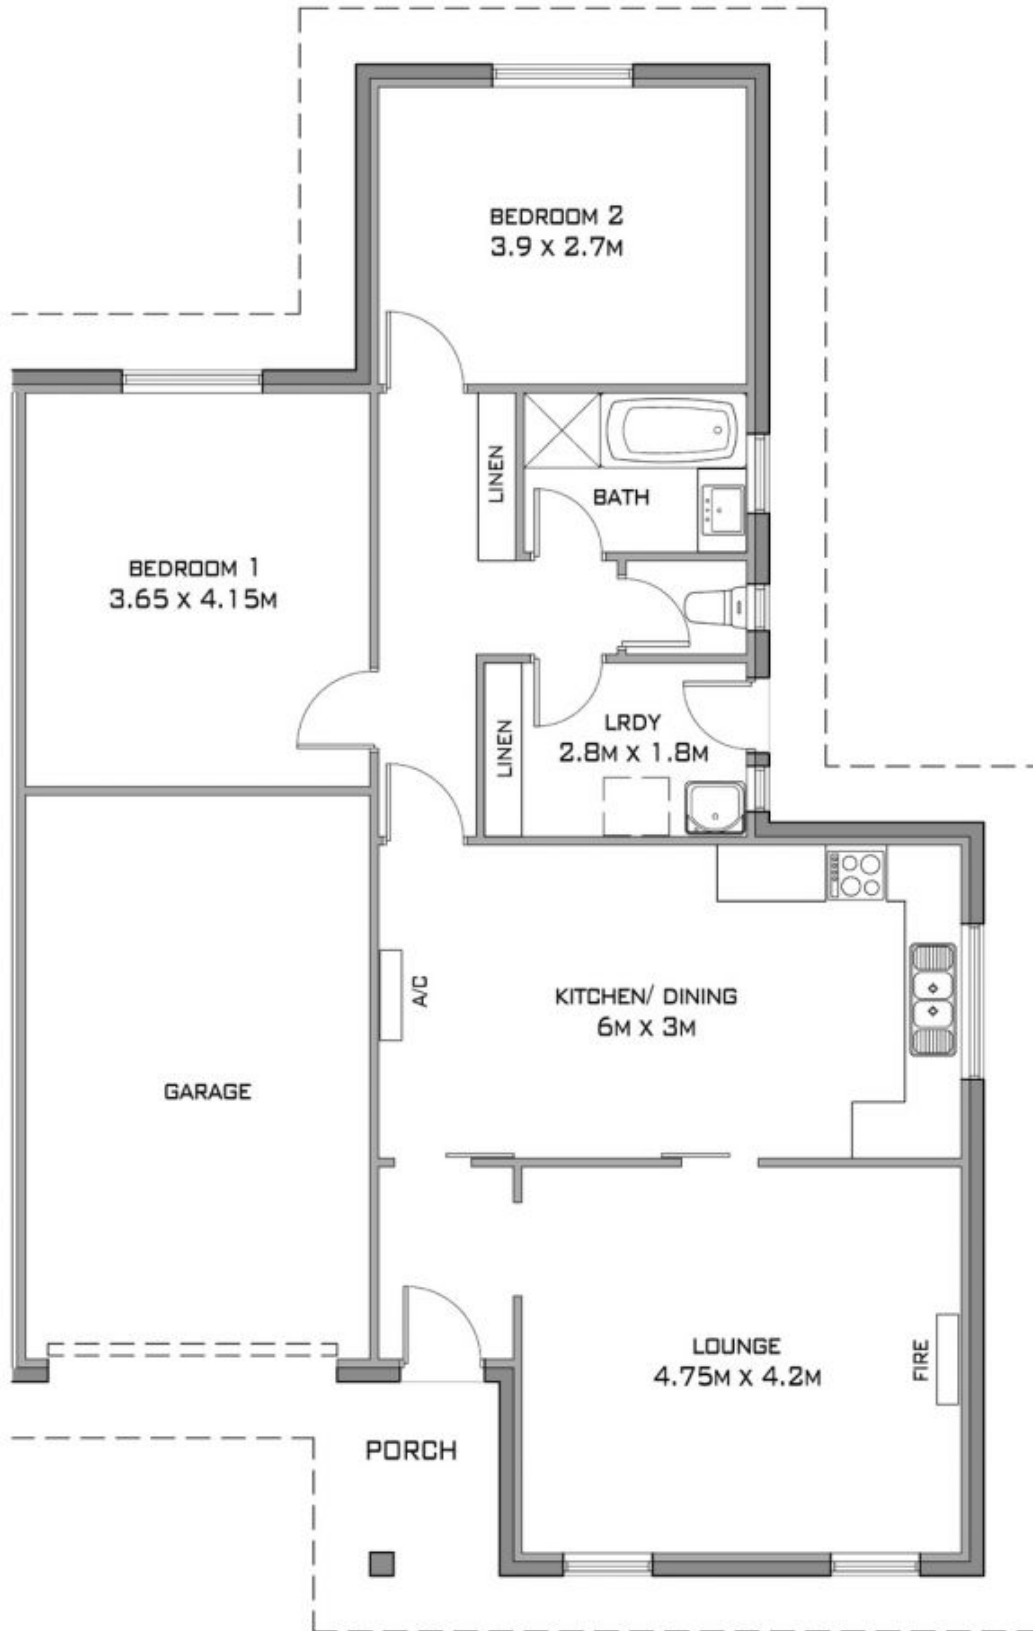 BEDROOM 2
3.9 X 2.7M
LINEN
BATH
BEDROOM 1
3.65 X 4.15M
LINEN
LRDY
2.8M X 1.8M
A/C
KITCHEN/ DINING
6M X 3M
GARAGE
LOUNGE
4.75M X 4.2M
FIRE
PORCH